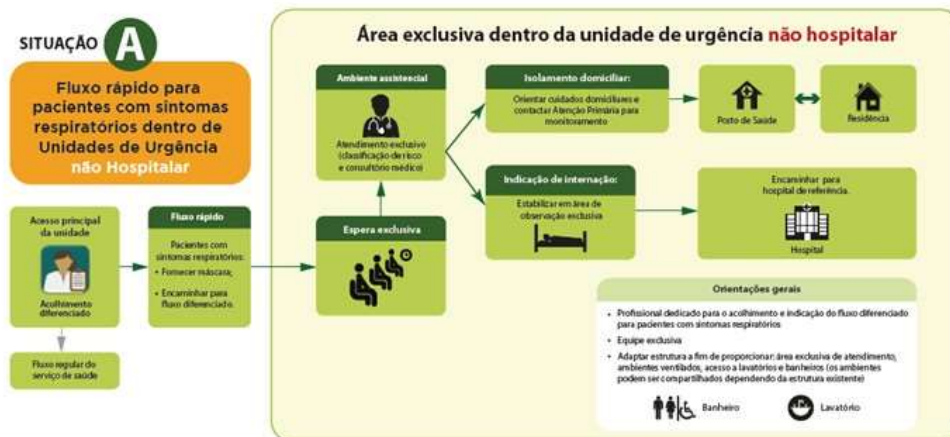 SITUAÇÃO A
Fluxo rápido para
pacientes com sintomas
respiratórios dentro de
Unidades de Urgência
não Hospitalar
Acesso principal
da unidade
Acolhimento
diferenciado
Fluxo regular do
serviço de saúde
Fluxo rápido
Pacientes com
sintomas respiratórios:
• Fornecer máscara;
• Encaminhar para
fluxo diferenciado.
Área exclusiva dentro da unidade de urgência não hospitalar
Ambiente assistencial
Atendimento exclusivo
(classificação de risco
e consultório médico)
Espera exclusiva
Isolamento domiciliar:
Orientar cuidados domiciliares e
contactar Atenção Primária para
monitoramento
Posto de Saúde
Residência
Indicação de internação:
Estabilizar em área de
observação exclusiva
Encaminhar para
hospital de referência.
Hospital
Orientações gerais
• Profissional dedicado para o acolhimento e indicação do fluxo diferenciado
para pacientes com sintomas respiratórios
• Equipe exclusiva
• Adaptar estrutura a fim de proporcionar: área exclusiva de atendimento,
ambientes ventilados, acesso a lavatórios e banheiros (os ambientes
podem ser compartilhados dependendo da estrutura existente)
Banheiro
Lavatório